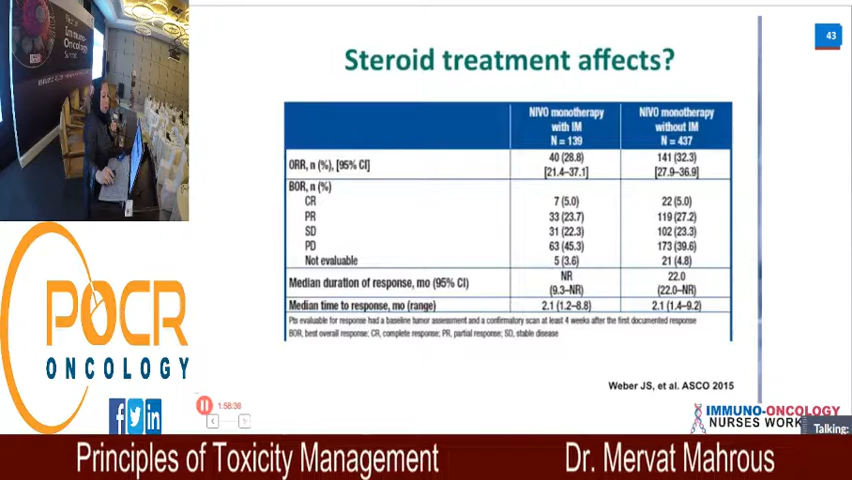 43
Steroid treatment affects?
NIVO monotherapy with IM N = 139
NIVO monotherapy without IM N = 437
ORR, n (%), [95% CI] 40 (28.8) [21.4–37.1] 141 (32.3) [27.9–36.9]
BOR, n (%)
CR 7 (5.0) 22 (5.0)
PR 33 (23.7) 119 (27.2)
SD 31 (22.3) 102 (23.3)
PD 63 (45.3) 173 (39.6)
Not evaluable 5 (3.6) 21 (4.8)
Median duration of response, mo (95% CI) NR (9.3–NR) 22.0 (22.0–NR)
Median time to response, mo (range) 2.1 (1.2–8.8) 2.1 (1.4–9.2)
Pts evaluable for response had a baseline tumor assessment and a confirmatory scan at least 4 weeks after the first documented response
BOR, best overall response; CR, complete response; PR, partial response; SD, stable disease
Weber JS, et al. ASCO 2015
Immuno-
Oncology
POCR
ONCOLOGY
1:58:38
IMMUNO-ONCOLOGY
NURSES WORK
Talking:
Principles of Toxicity Management Dr. Mervat Mahrous